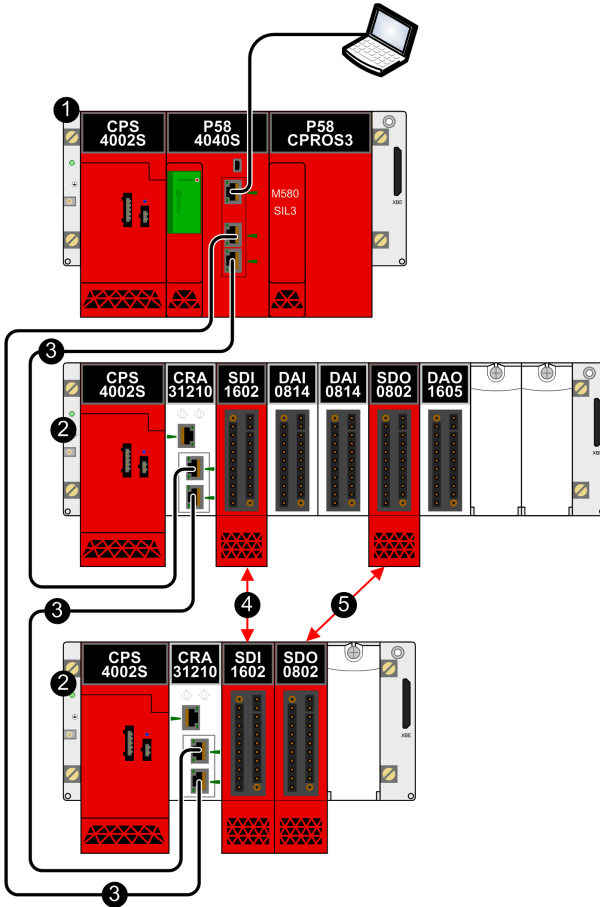 1
CPS 4002S
P58 4040S
P58 CPROS3
M580
SIL3
XBE
3
CPS 4002S
CRA 31210
SDI 1602
DAI 0814
DAI 0814
SDO 0802
DAO 1605
2
XBE
3
4
5
CPS 4002S
CRA 31210
SDI 1602
SDO 0802
2
XBE
3